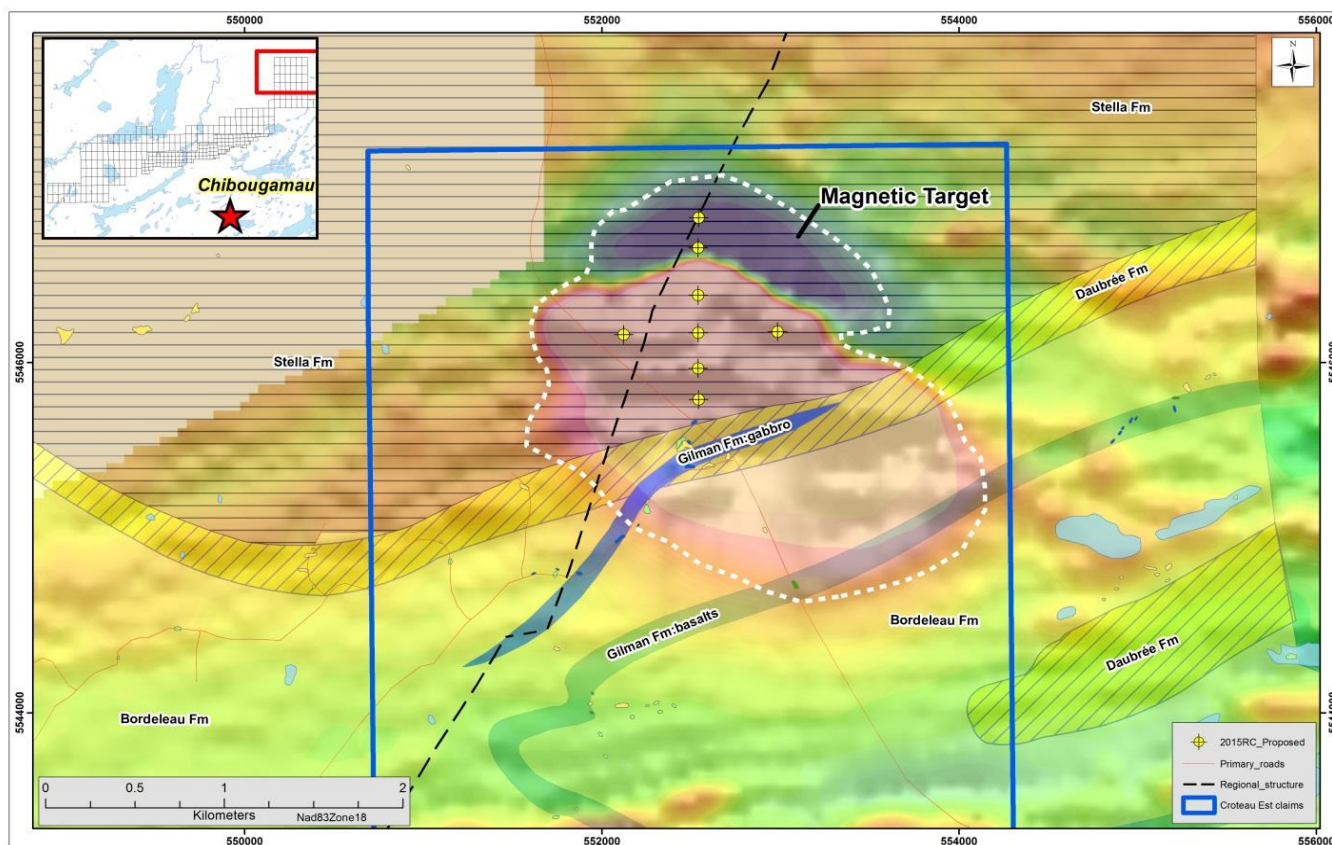 550000
552000
554000
556000
N
Chibougamau
Stella Fm
Magnetic Target
Daubrée Fm
5546000
5546000
Stella Fm
Gilman Fm:gabbro
Gilman Fm:basalts
Bordeleau Fm
Daubrée Fm
5544000
5544000
Bordeleau Fm
2015RC_Proposed
Primary_roads
Regional_structure
Croteau Est claims
0
0.5
1
2
Kilometers
Nad83Zone18
550000
552000
554000
556000